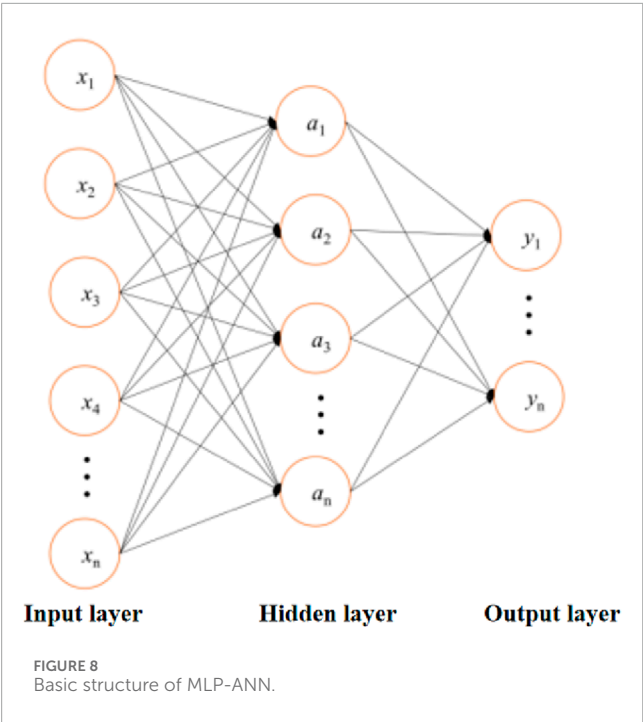 x1
x2
x3
x4
xn
a1
a2
a3
an
y1
yn
Input layer
Hidden layer
Output layer
FIGURE 8
Basic structure of MLP-ANN.